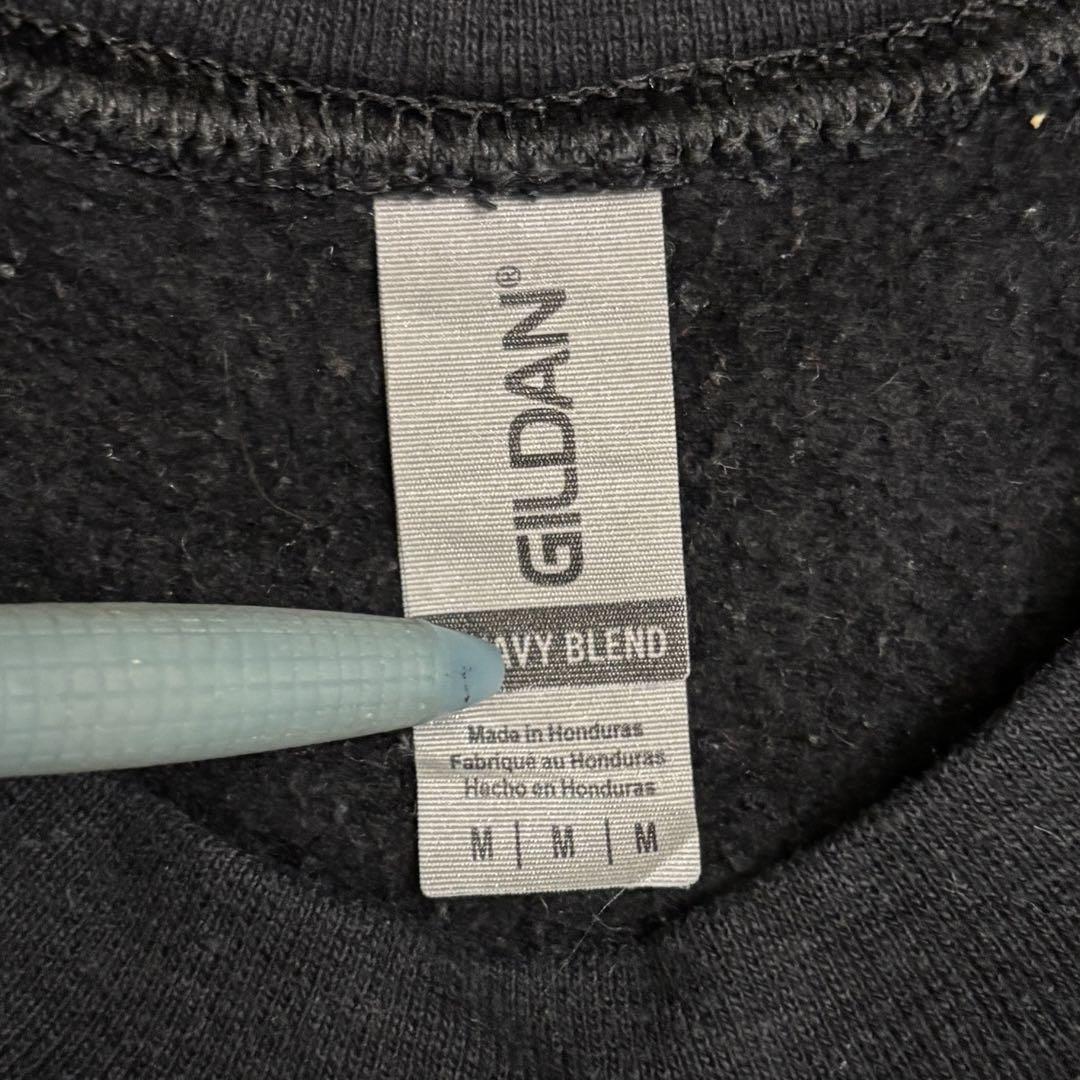 GILDAN®
AVY BLEND
Made in Honduras
Fabriqué au Honduras
Hecho en Honduras
M | M | M